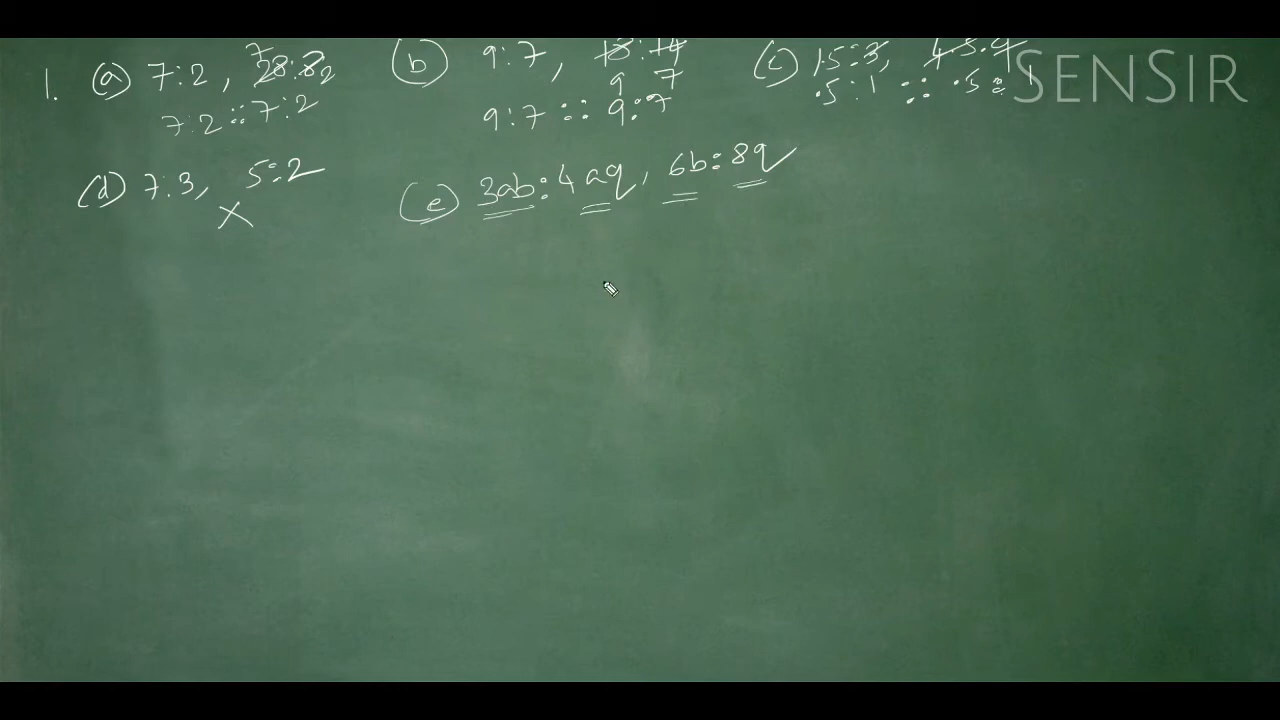 1. (a) 7:2, 28:8 (b) 9:7, 18:14 (c) 1.5:3, 4.5:9
7 2 9 7
7:2 :: 7:2 9:7 :: 9:7 .5:1 :: .5:1
SENSIR
(d) 7:3, 5:2 (e) 3ab:4aq, 6b:8q
X